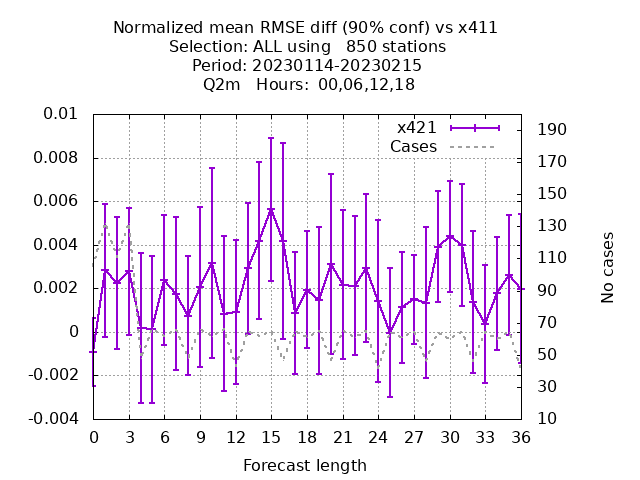 Normalized mean RMSE diff (90% conf) vs x411
Selection: ALL using   850 stations
Period: 20230114-20230215
Q2m   Hours:  00,06,12,18
0.01
0.008
0.006
0.004
0.002
0
-0.002
-0.004
x421
Cases
190
170
150
130
110
90
70
50
30
10
No cases
0 3 6 9 12 15 18 21 24 27 30 33 36
Forecast length